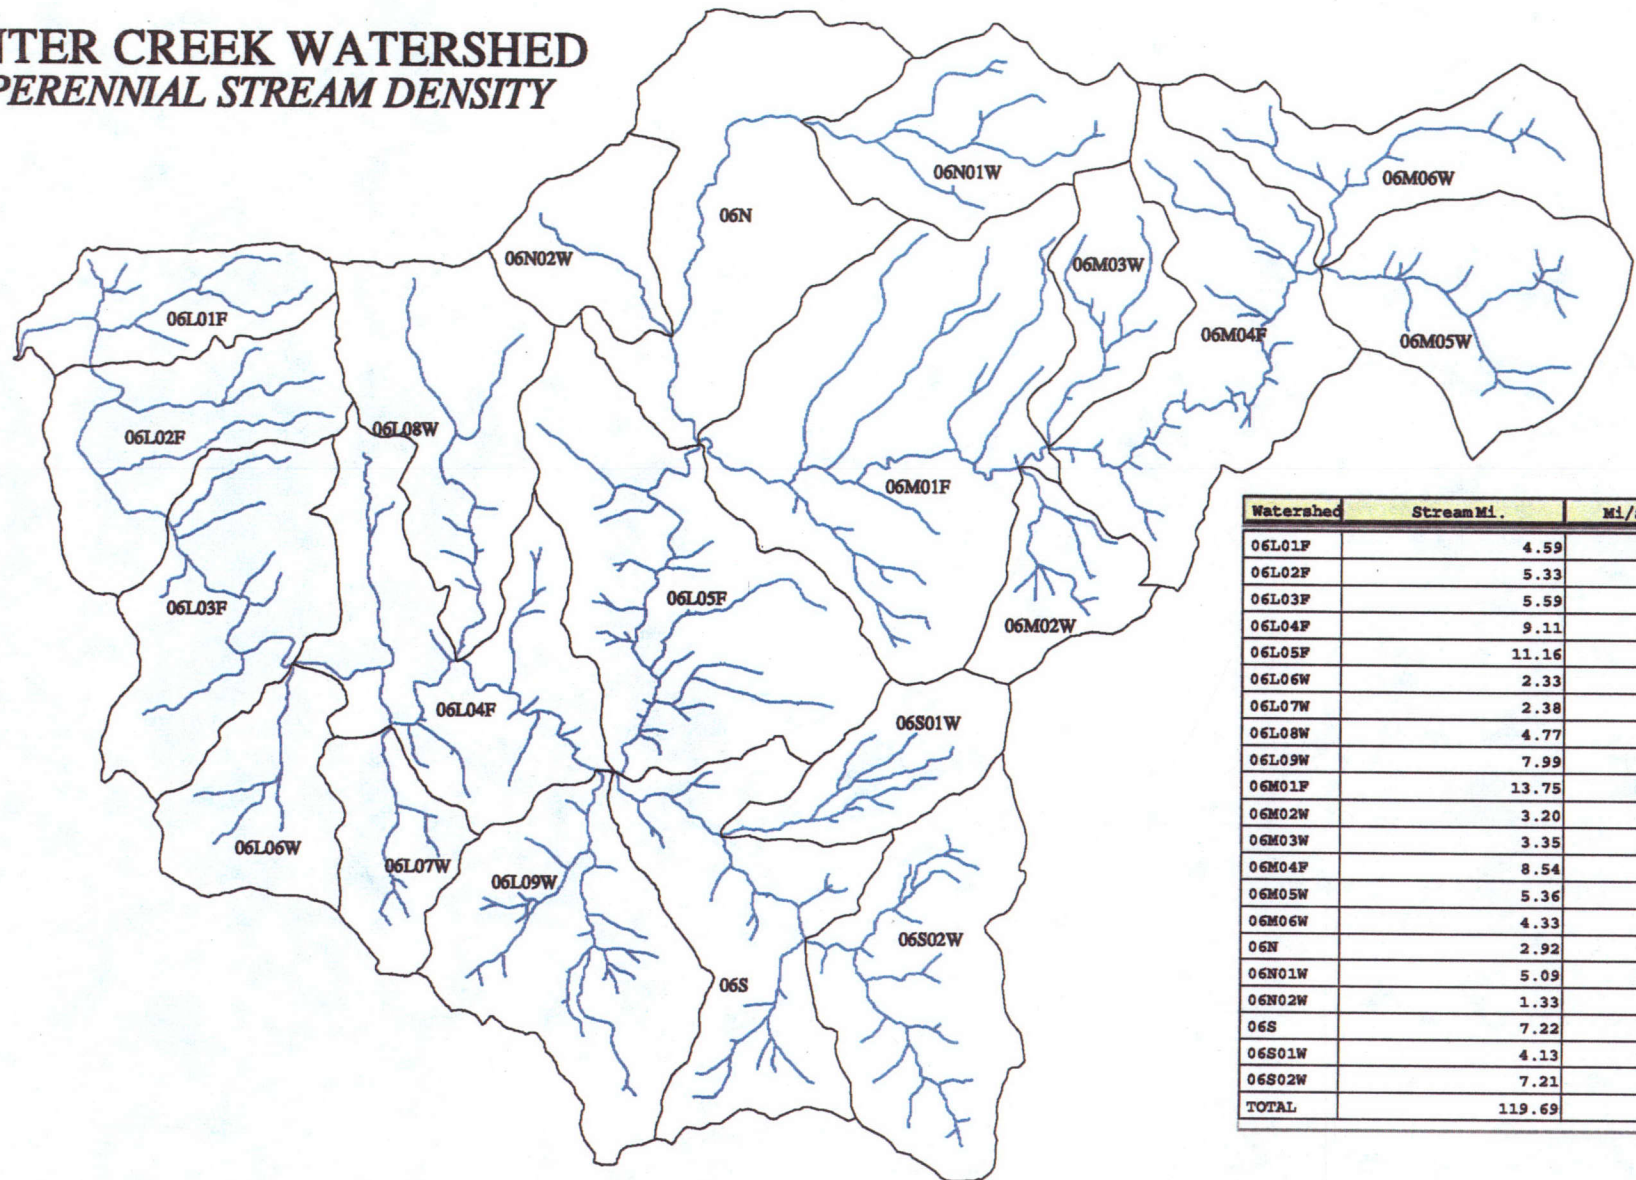 NTER CREEK WATERSHED
PERENNIAL STREAM DENSITY
06N
06N01W
06M06W
06N02W
06M03W
06L01F
06M04F
06M05W
06L02F
06L08W
06M01F
06L03F
06L05F
06M02W
06L04F
06S01W
06L06W
06L07W
06L09W
06S02W
06S
Watershed StreamMi. Mi/
06L01F 4.59
06L02F 5.33
06L03F 5.59
06L04F 9.11
06L05F 11.16
06L06W 2.33
06L07W 2.38
06L08W 4.77
06L09W 7.99
06M01F 13.75
06M02W 3.20
06M03W 3.35
06M04F 8.54
06M05W 5.36
06M06W 4.33
06N 2.92
06N01W 5.09
06N02W 1.33
06S 7.22
06S01W 4.13
06S02W 7.21
TOTAL 119.69